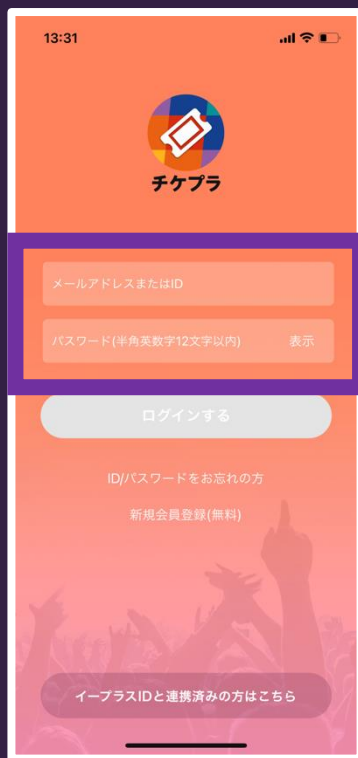 13:31
チケプラ
メールアドレスまたはID
パスワード(半角英数字12文字以内) 表示
ログインする
ID/パスワードをお忘れの方
新規会員登録(無料)
イープラスIDと連携済みの方はこちら